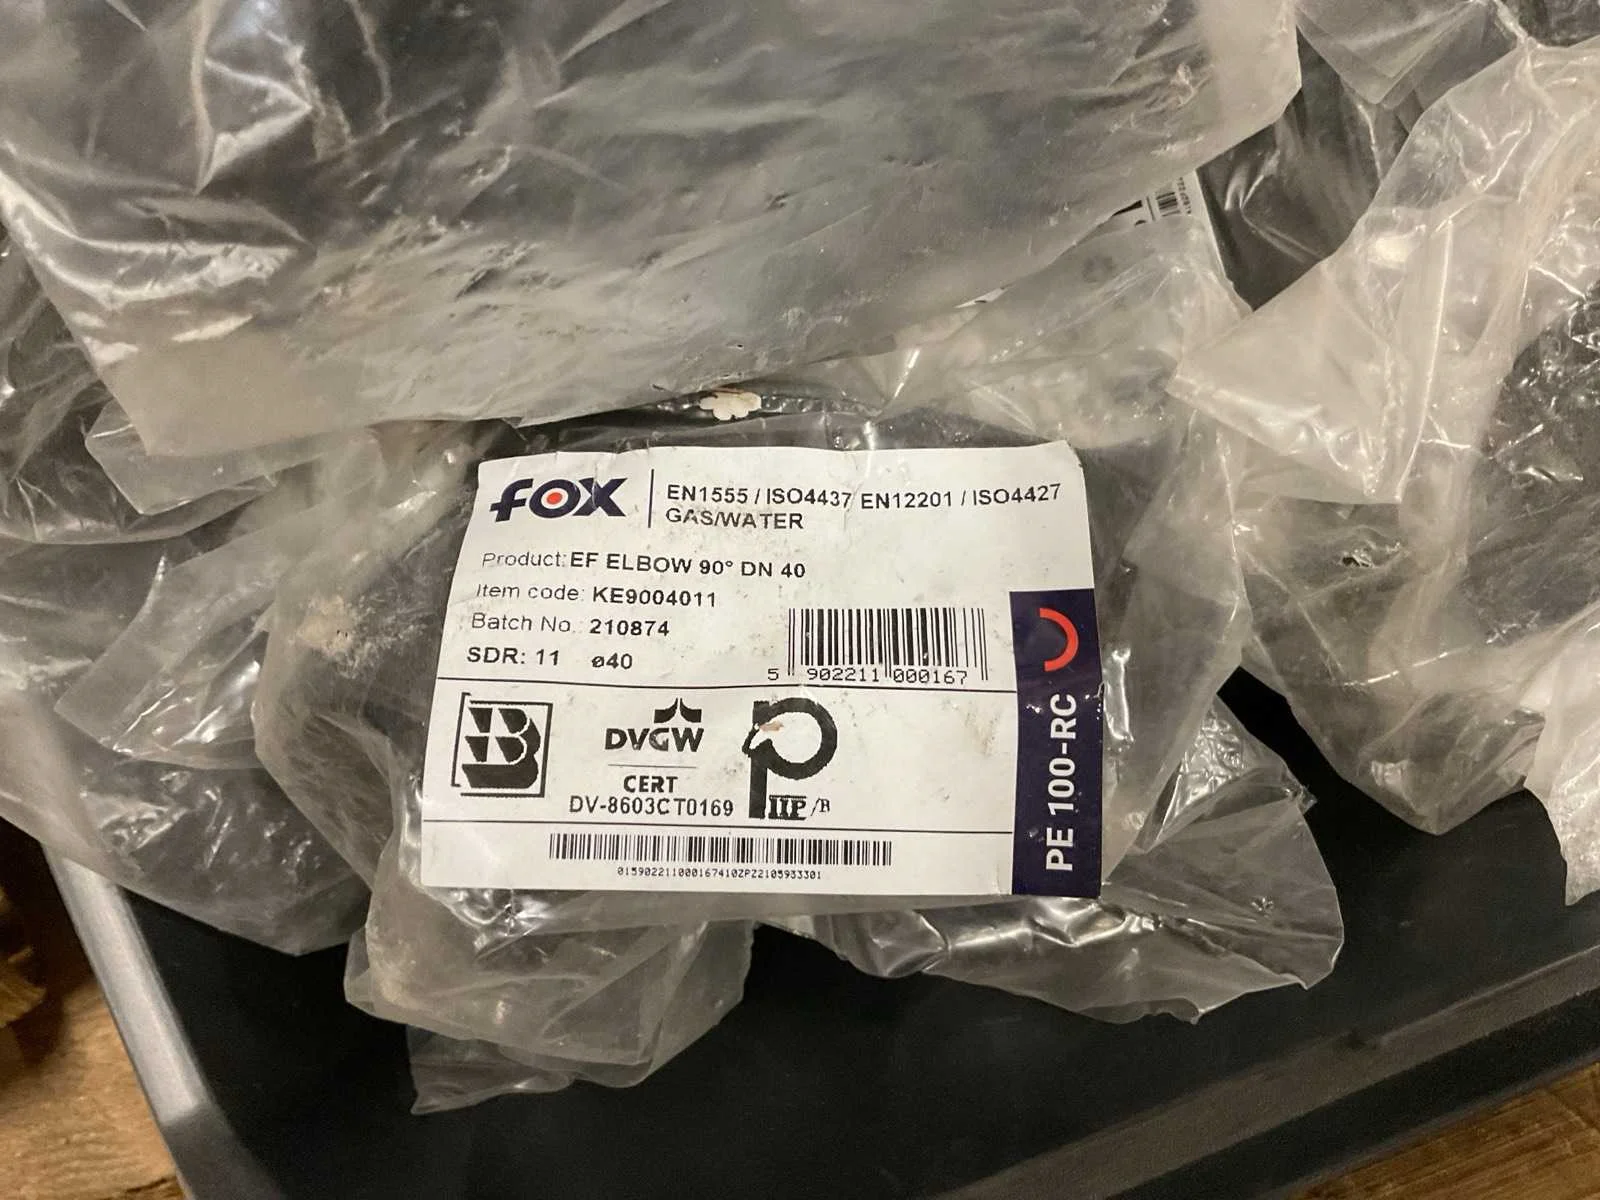 FOX
EN1555 / ISO4437 EN12201 / ISO4427
GAS/WATER
Product: EF ELBOW 90° DN 40
Item code: KE9004011
Batch No.: 210874
SDR: 11 ø40
5 902211 000167
PE 100-RC
B
DVGW
CERT
DV-8603CT0169
IIP/B